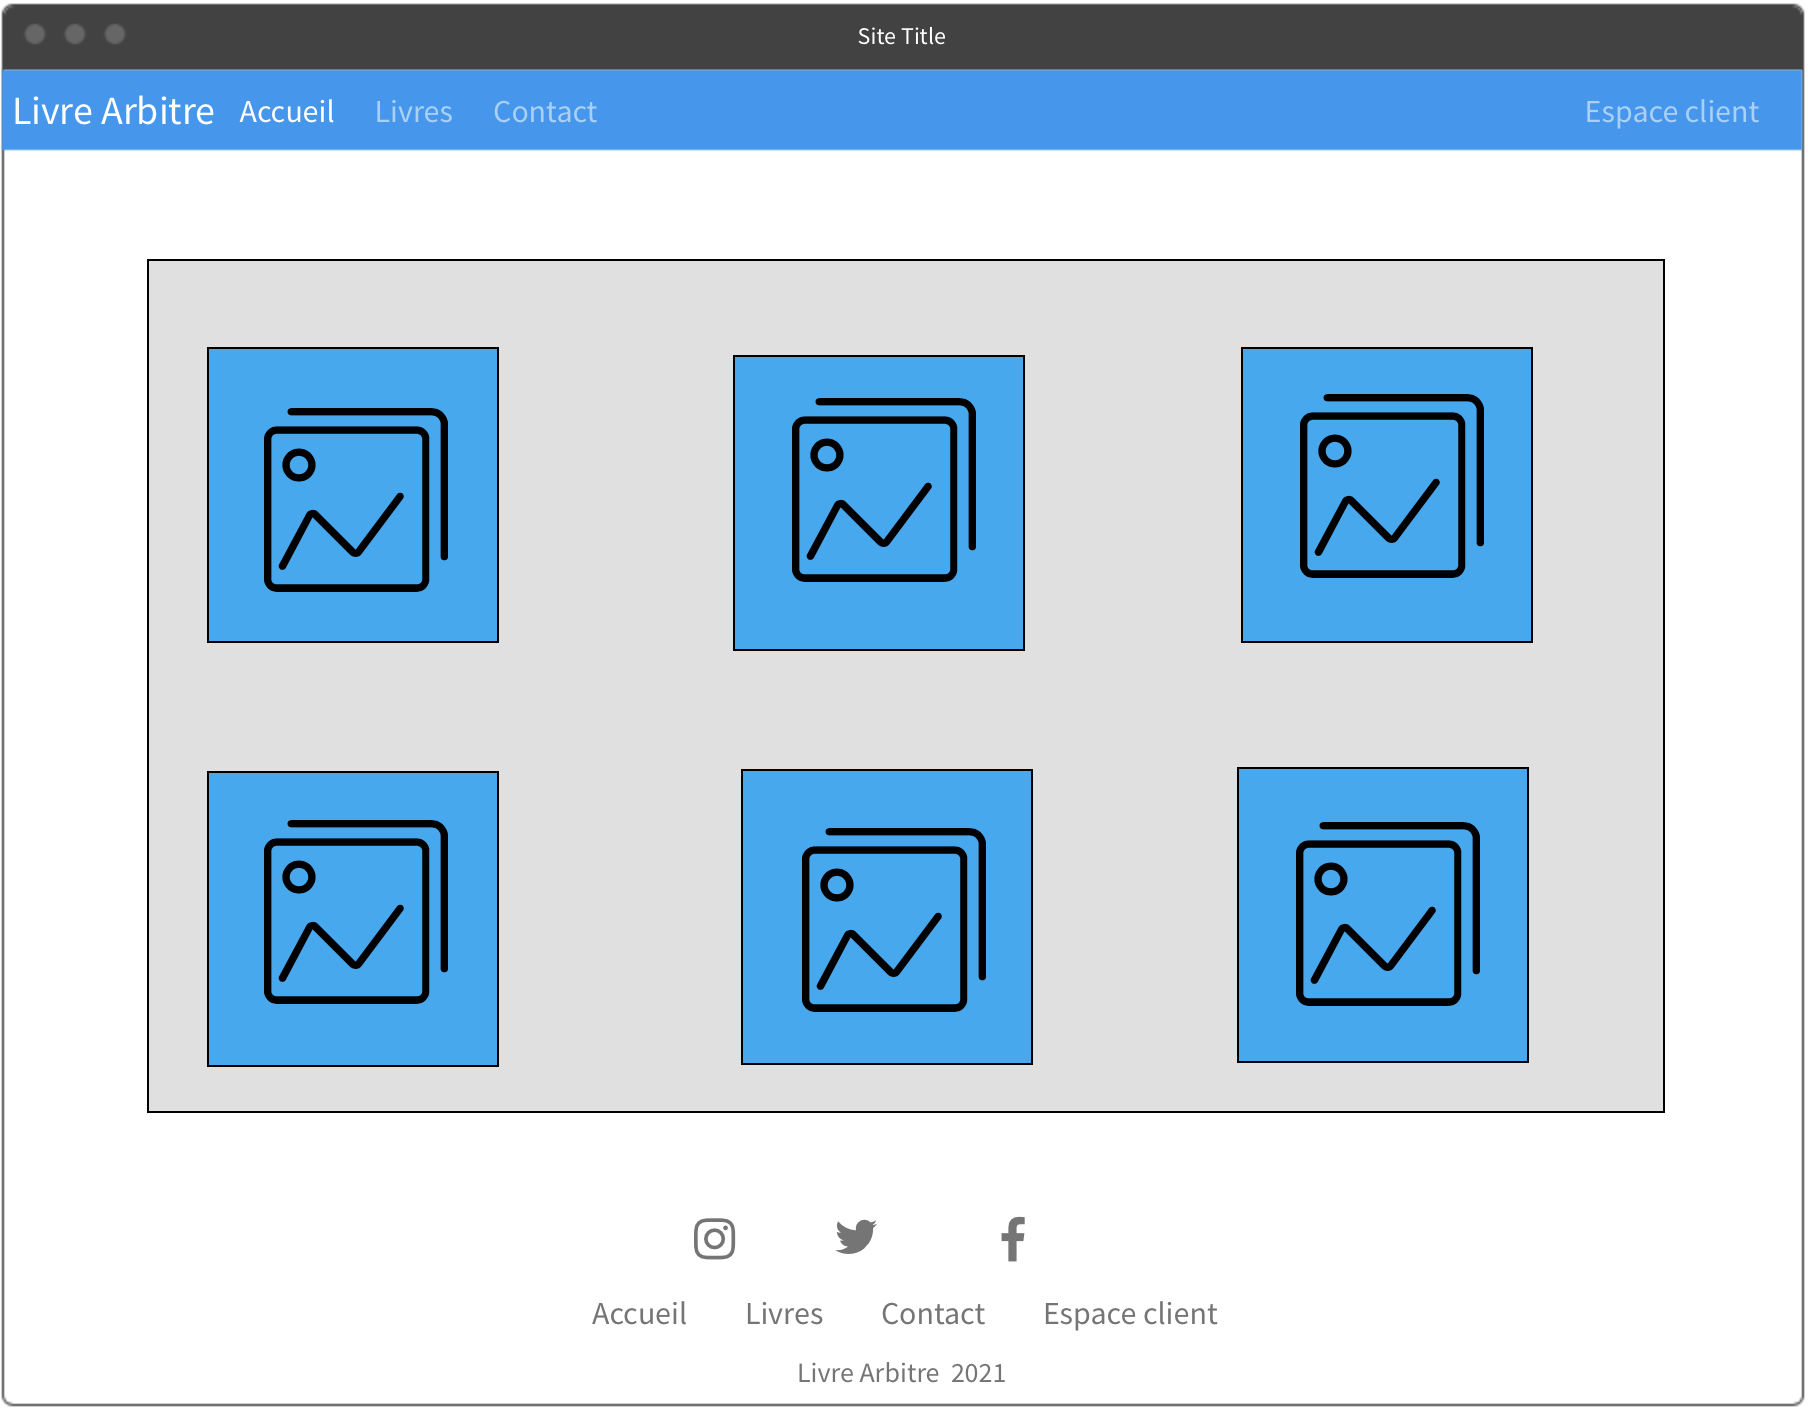 Site Title
Livre Arbitre Accueil Livres Contact Espace client
Accueil Livres Contact Espace client
Livre Arbitre 2021